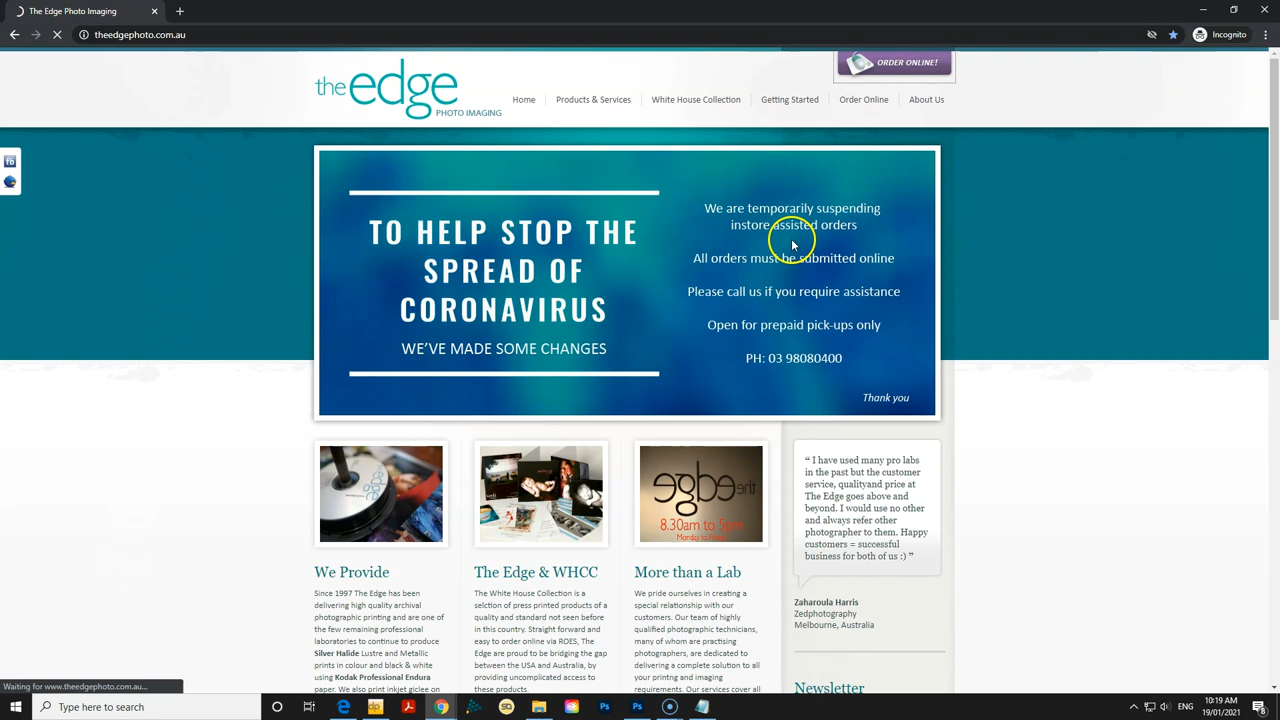 The Edge Photo Imaging
theedgephoto.com.au
Incognito
ORDER ONLINE!
the edge
PHOTO IMAGING
Home
Products & Services
White House Collection
Getting Started
Order Online
About Us
fb
TO HELP STOP THE
SPREAD OF
CORONAVIRUS
WE'VE MADE SOME CHANGES
We are temporarily suspending
instore assisted orders
All orders must be submitted online
Please call us if you require assistance
Open for prepaid pick-ups only
PH: 03 98080400
Thank you
edge
the edge
8.30am to 5pm
Monday to Friday
We Provide
Since 1997 The Edge has been
delivering high quality archival
photographic printing and are one of
the few remaining professional
laboratories to continue to produce
Silver Halide Lustre and Metallic
prints in colour and black & white
using Kodak Professional Endura
paper. We also print inkjet giclee on
The Edge & WHCC
The White House Collection is a
selction of press printed products of a
quality and standard not seen before
in this country. Straight forward and
easy to order online via ROES, The
Edge are proud to be bridging the gap
between the USA and Australia, by
providing uncomplicated access to
these products.
More than a Lab
We pride ourselves in creating a
special relationship with our
customers. Our team of highly
qualified photographic technicians,
many of whom are practising
photographers, are dedicated to
delivering a complete solution to all
your printng and imaging
requirements. Our services cover all
“ I have used many pro labs
in the past but the customer
service, qualityand price at
The Edge goes above and
beyond. I would use no other
and always refer other
photographer to them. Happy
customers = successful
business for both of us :) ”
Zaharoula Harris
Zedphotography
Melbourne, Australia
Newsletter
Waiting for www.theedgephoto.com.au...
Type here to search
dp
Ps
Ps
ENG
10:19 AM
19/01/2021
8